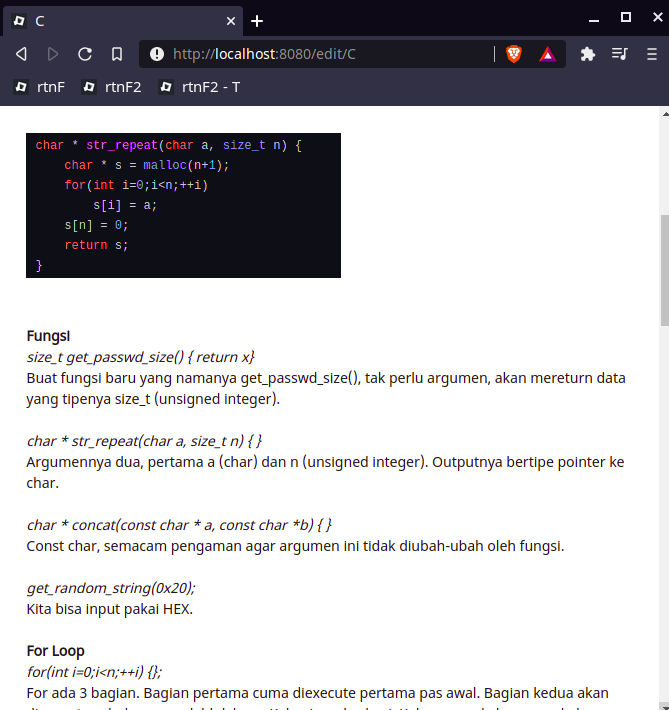 C
http://localhost:8080/edit/C
rtnF rtnF2 rtnF2 - T
char * str_repeat(char a, size_t n) {
char * s = malloc(n+1);
for(int i=0;i<n;++i)
s[i] = a;
s[n] = 0;
return s;
}
Fungsi
size_t get_passwd_size() { return x}
Buat fungsi baru yang namanya get_passwd_size(), tak perlu argumen, akan mereturn data
yang tipenya size_t (unsigned integer).
char * str_repeat(char a, size_t n) { }
Argumennya dua, pertama a (char) dan n (unsigned integer). Outputnya bertipe pointer ke
char.
char * concat(const char * a, const char *b) { }
Const char, semacam pengaman agar argumen ini tidak diubah-ubah oleh fungsi.
get_random_string(0x20);
Kita bisa input pakai HEX.
For Loop
for(int i=0;i<n;++i) {};
For ada 3 bagian. Bagian pertama cuma diexecute pertama pas awal. Bagian kedua akan